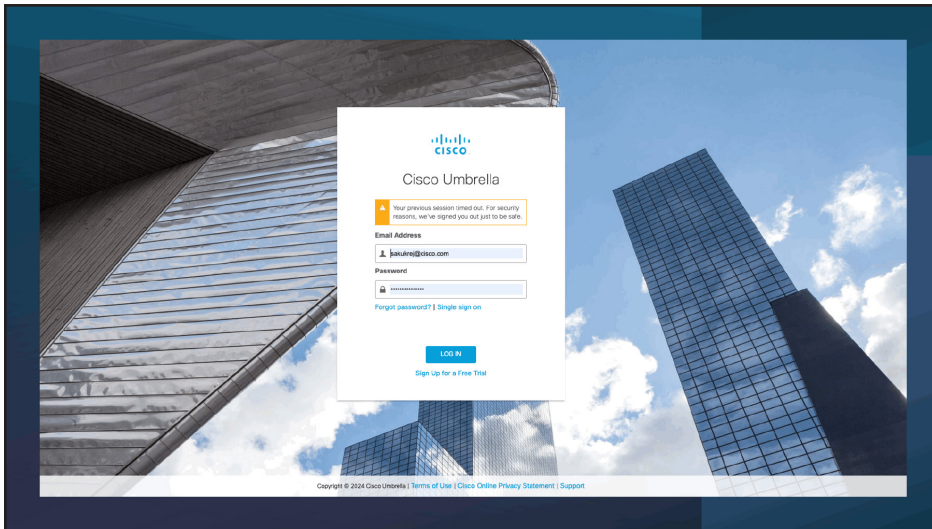 CISCO
Cisco Umbrella
Your previous session timed out. For security
reasons, we've signed you out just to be safe.
Email Address
sakukrej@cisco.com
Password
Forgot password? | Single sign on
LOG IN
Sign Up for a Free Trial
Copyright © 2024 Cisco Umbrella | Terms of Use | Cisco Online Privacy Statement | Support